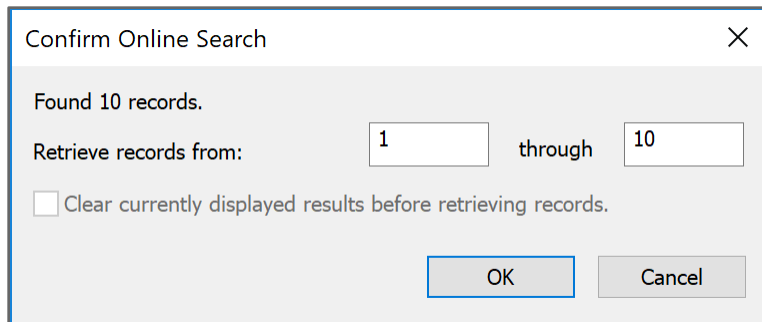 Confirm Online Search
Found 10 records.
Retrieve records from: 1 through 10
Clear currently displayed results before retrieving records.
OK Cancel